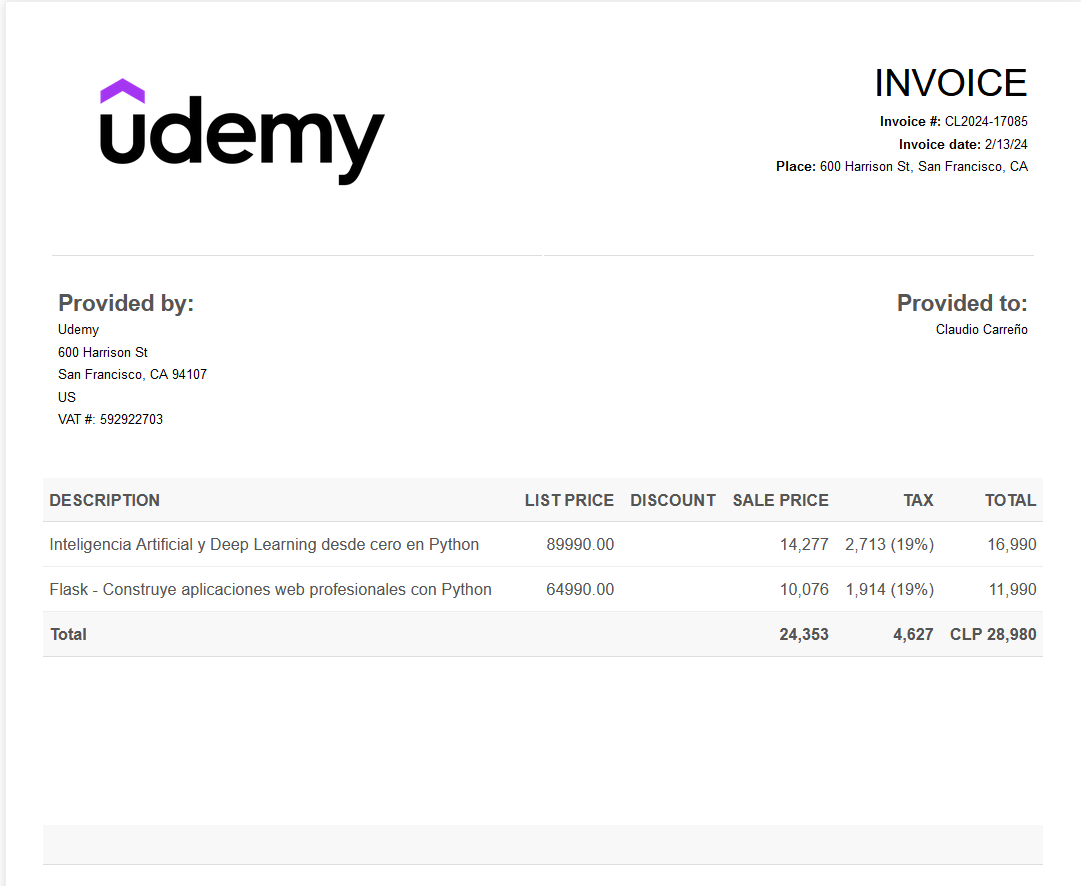 udemy
INVOICE
Invoice #: CL2024-17085
Invoice date: 2/13/24
Place: 600 Harrison St, San Francisco, CA
Provided by:
Udemy
600 Harrison St
San Francisco, CA 94107
US
VAT #: 592922703
Provided to:
Claudio Carreño
DESCRIPTION LIST PRICE DISCOUNT SALE PRICE TAX TOTAL
Inteligencia Artificial y Deep Learning desde cero en Python 89990.00 14,277 2,713 (19%) 16,990
Flask - Construye aplicaciones web profesionales con Python 64990.00 10,076 1,914 (19%) 11,990
Total 24,353 4,627 CLP 28,980